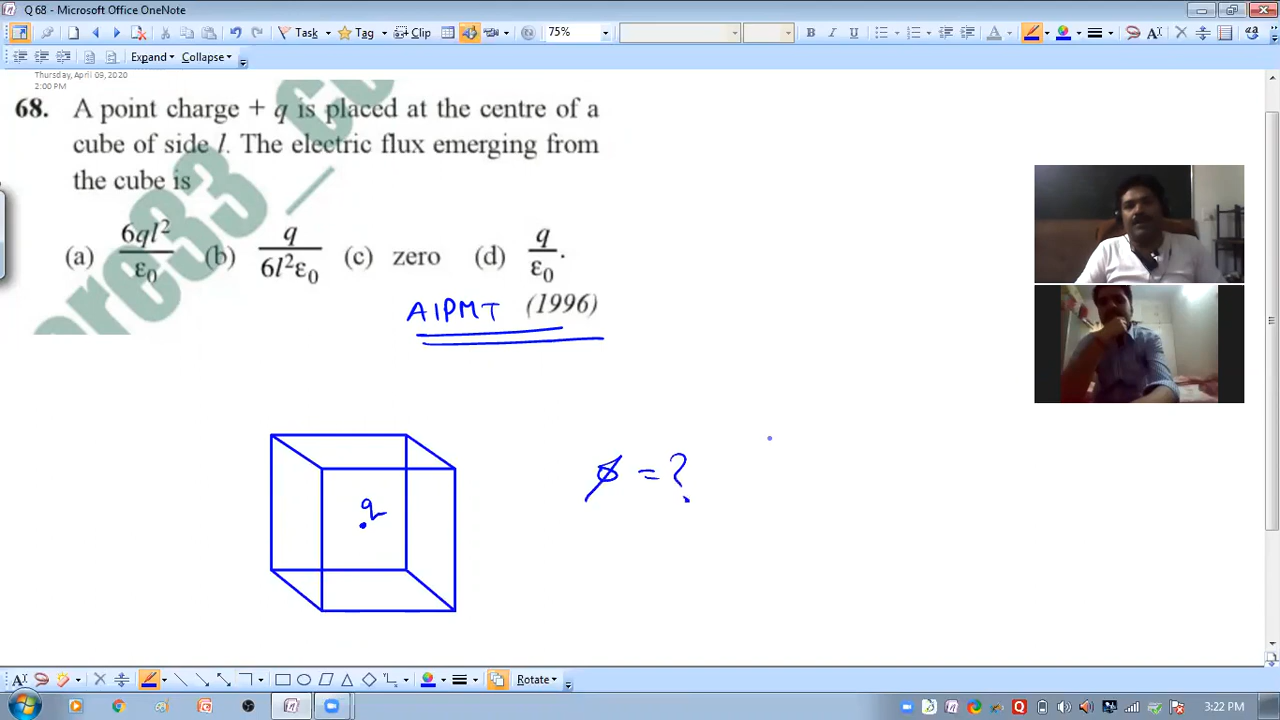 Q 68 - Microsoft Office OneNote
Task Tag Clip 75% B I U
Expand Collapse
Thursday, April 09, 2020
2:00 PM
68. A point charge + q is placed at the centre of a
cube of side l. The electric flux emerging from
the cube is
(a) 6ql²/ε₀ (b) q/6l²ε₀ (c) zero (d) q/ε₀.
AIPMT (1996)
q
ϕ = ?
Rotate
3:22 PM